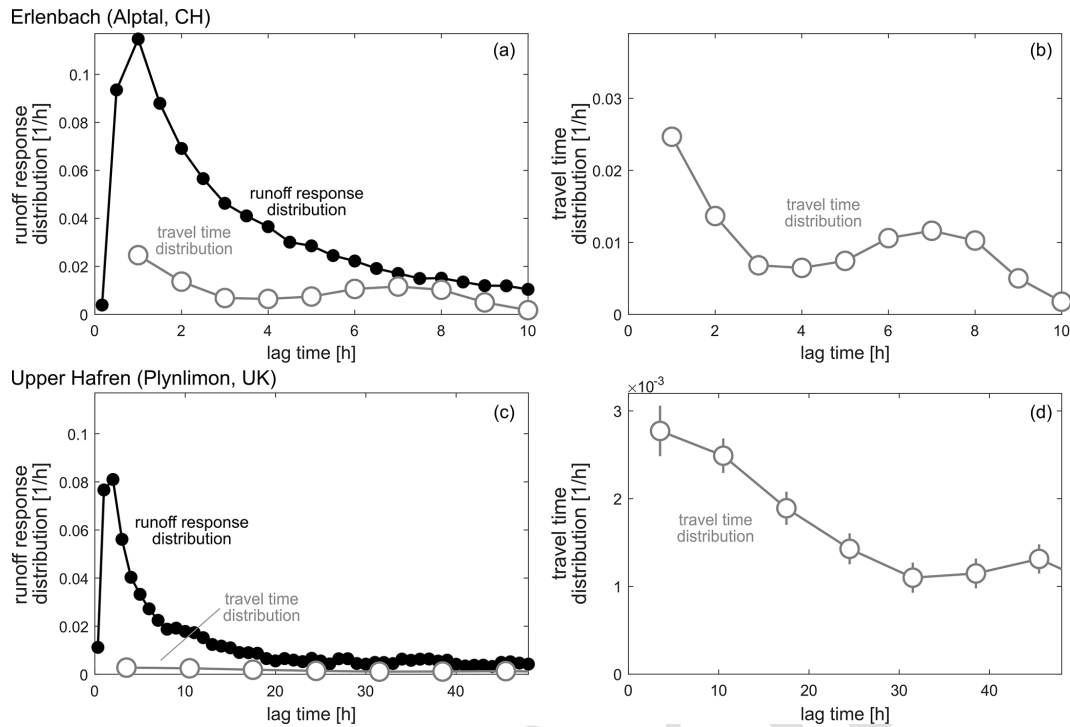 Erlenbach (Alptal, CH)
(a)
runoff response
distribution [1/h]
0.1
0.08
0.06
0.04
0.02
0
runoff response
distribution
travel time
distribution
0 2 4 6 8 10
lag time [h]
(b)
travel time
distribution [1/h]
0.03
0.02
0.01
0
travel time
distribution
0 2 4 6 8 10
lag time [h]
Upper Hafren (Plynlimon, UK)
(c)
runoff response
distribution [1/h]
0.1
0.08
0.06
0.04
0.02
0
runoff response
distribution
travel time
distribution
0 10 20 30 40
lag time [h]
×10⁻³
(d)
travel time
distribution [1/h]
3
2
1
0
travel time
distribution
0 10 20 30 40
lag time [h]